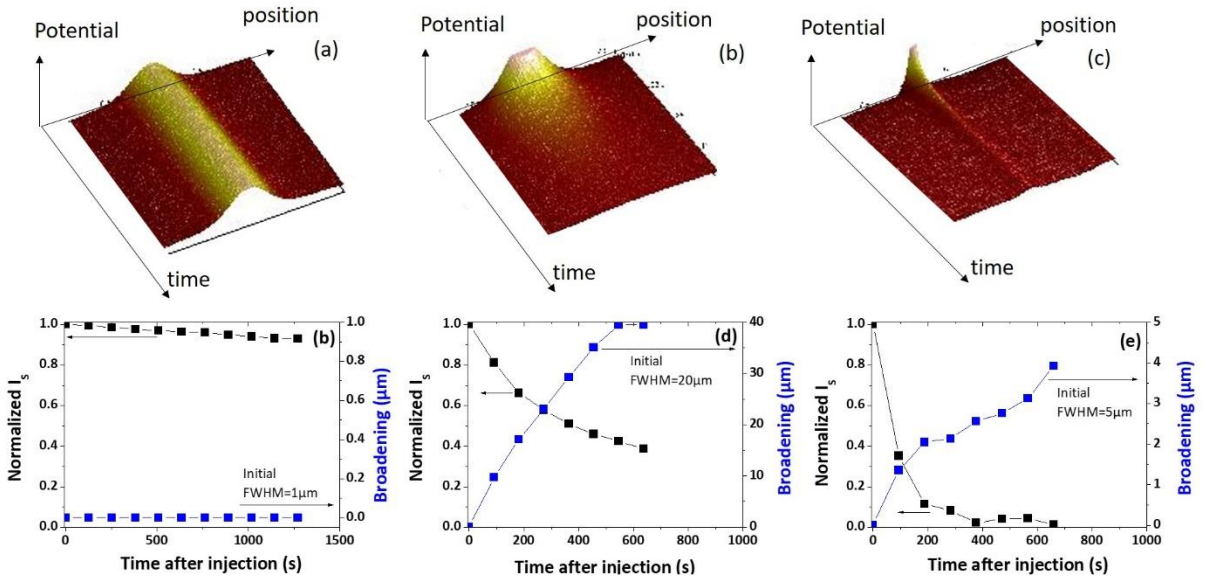 Potential
position
(a)
time
Potential
position
(b)
time
Potential
position
(c)
time
1.0
0.8
0.6
0.4
0.2
0.0
Normalized Is
(b)
Initial
FWHM=1µm
1.0
0.8
0.6
0.4
0.2
0.0
Broadening (µm)
0
500
1000
1500
Time after injection (s)
1.0
0.8
0.6
0.4
0.2
0.0
Normalized Is
(d)
Initial
FWHM=20µm
40
30
20
10
0
Broadening (µm)
0
200
400
600
800
1000
Time after injection (s)
1.0
0.8
0.6
0.4
0.2
0.0
Normalized Is
(e)
Initial
FWHM=5µm
5
4
3
2
1
0
Broadening (µm)
0
200
400
600
800
1000
Time after injection (s)